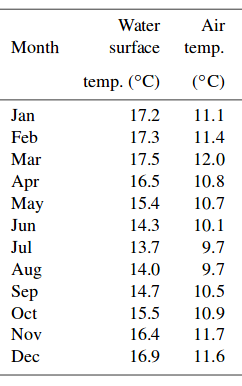 Water Air
Month surface temp.
temp. (°C) (°C)
Jan 17.2 11.1
Feb 17.3 11.4
Mar 17.5 12.0
Apr 16.5 10.8
May 15.4 10.7
Jun 14.3 10.1
Jul 13.7 9.7
Aug 14.0 9.7
Sep 14.7 10.5
Oct 15.5 10.9
Nov 16.4 11.7
Dec 16.9 11.6